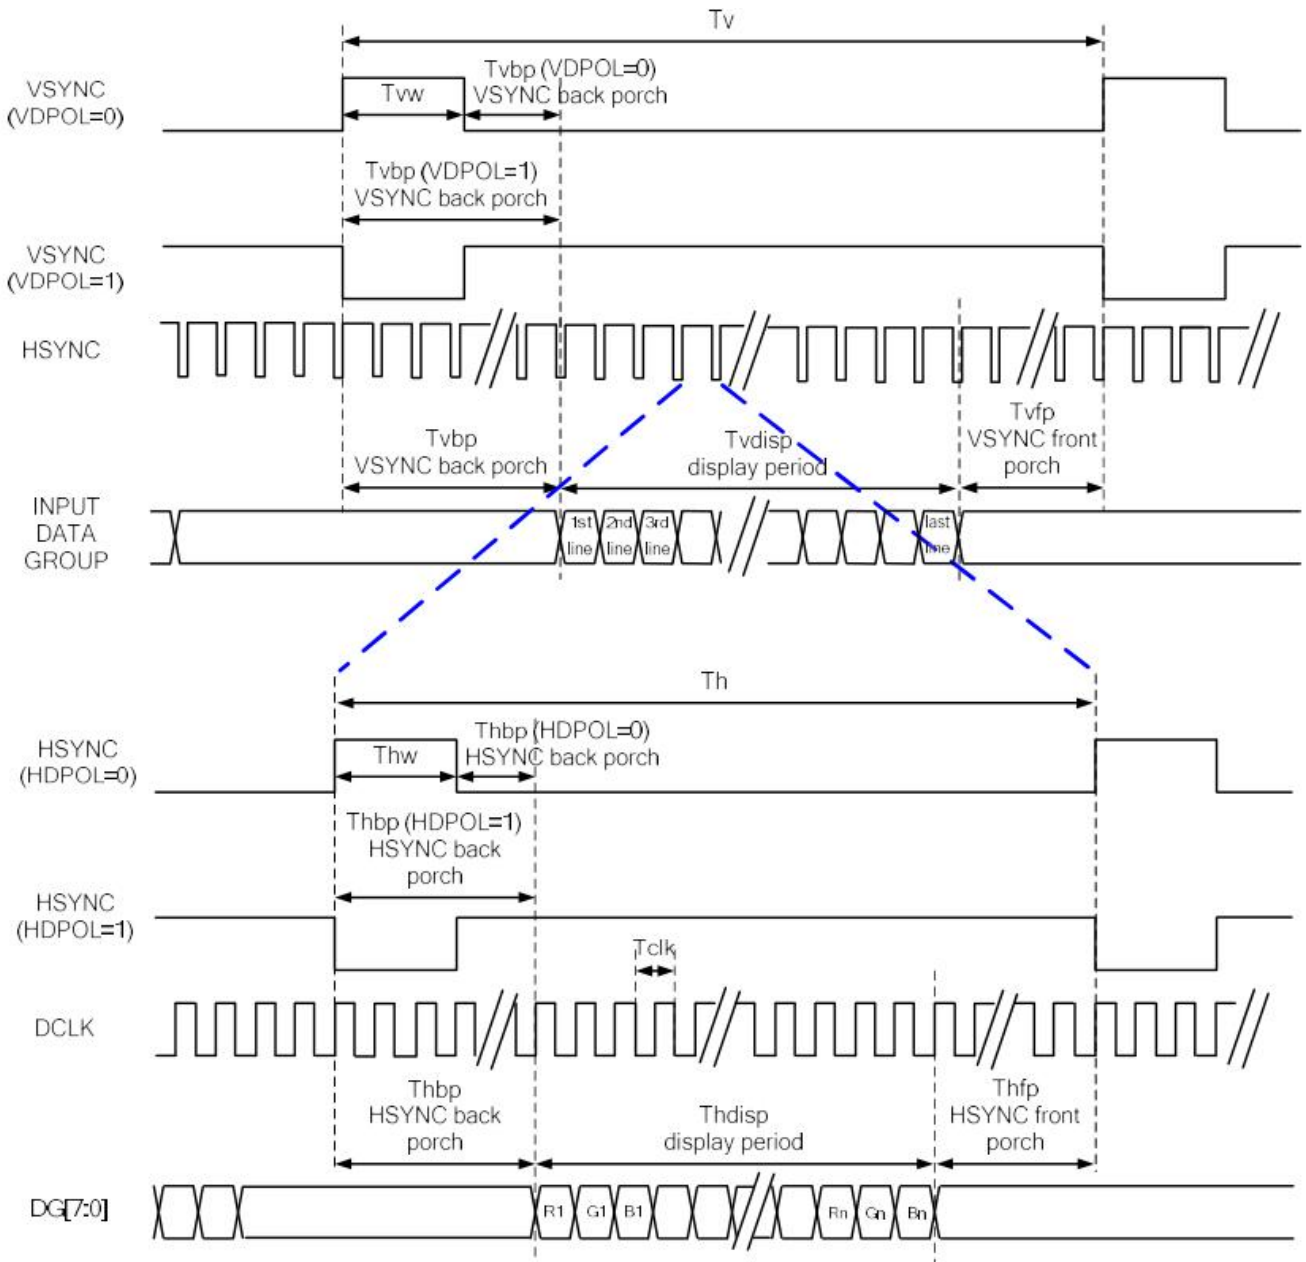 Tv
VSYNC
(VDPOL=0)
Tvw
Tvbp (VDPOL=0)
VSYNC back porch
Tvbp (VDPOL=1)
VSYNC back porch
VSYNC
(VDPOL=1)
HSYNC
Tvbp
VSYNC back porch
Tvdisp
display period
Tvfp
VSYNC front
porch
INPUT
DATA
GROUP
1st
line
2nd
line
3rd
line
last
line
Th
HSYNC
(HDPOL=0)
Thw
Thbp (HDPOL=0)
HSYNC back porch
Thbp (HDPOL=1)
HSYNC back
porch
HSYNC
(HDPOL=1)
Tclk
DCLK
Thbp
HSYNC back
porch
Thdisp
display period
Thfp
HSYNC front
porch
DG[7:0]
R1
G1
B1
Rn
Gn
Bn